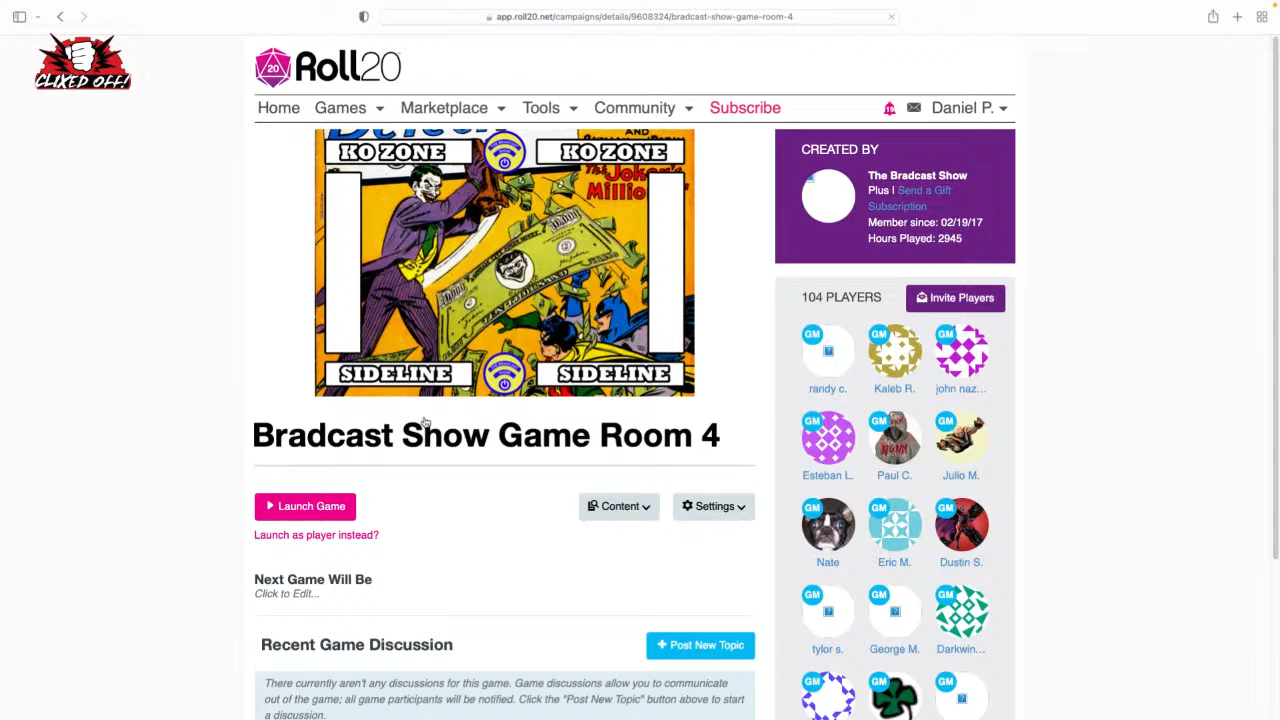 app.roll20.net/campaigns/details/9608324/bradcast-show-game-room-4
CLIXED OFF!
20 Roll20
Home Games Marketplace Tools Community Subscribe Daniel P.
AND
KO ZONE KO ZONE
The Joker's
Million
SIDELINE SIDELINE
CREATED BY
The Bradcast Show
Plus | Send a Gift
Subscription
Member since: 02/19/17
Hours Played: 2945
104 PLAYERS Invite Players
GM GM GM
randy c. Kaleb R. john naz...
GM GM GM
Esteban L. Paul C. Julio M.
GM GM GM
Nate Eric M. Dustin S.
GM GM GM
tylor s. George M. Darkwin...
GM GM GM
Bradcast Show Game Room 4
Launch Game Content Settings
Launch as player instead?
Next Game Will Be
Click to Edit...
Recent Game Discussion + Post New Topic
There currently aren't any discussions for this game. Game discussions allow you to communicate
out of the game; all game participants will be notified. Click the "Post New Topic" button above to start
a discussion.